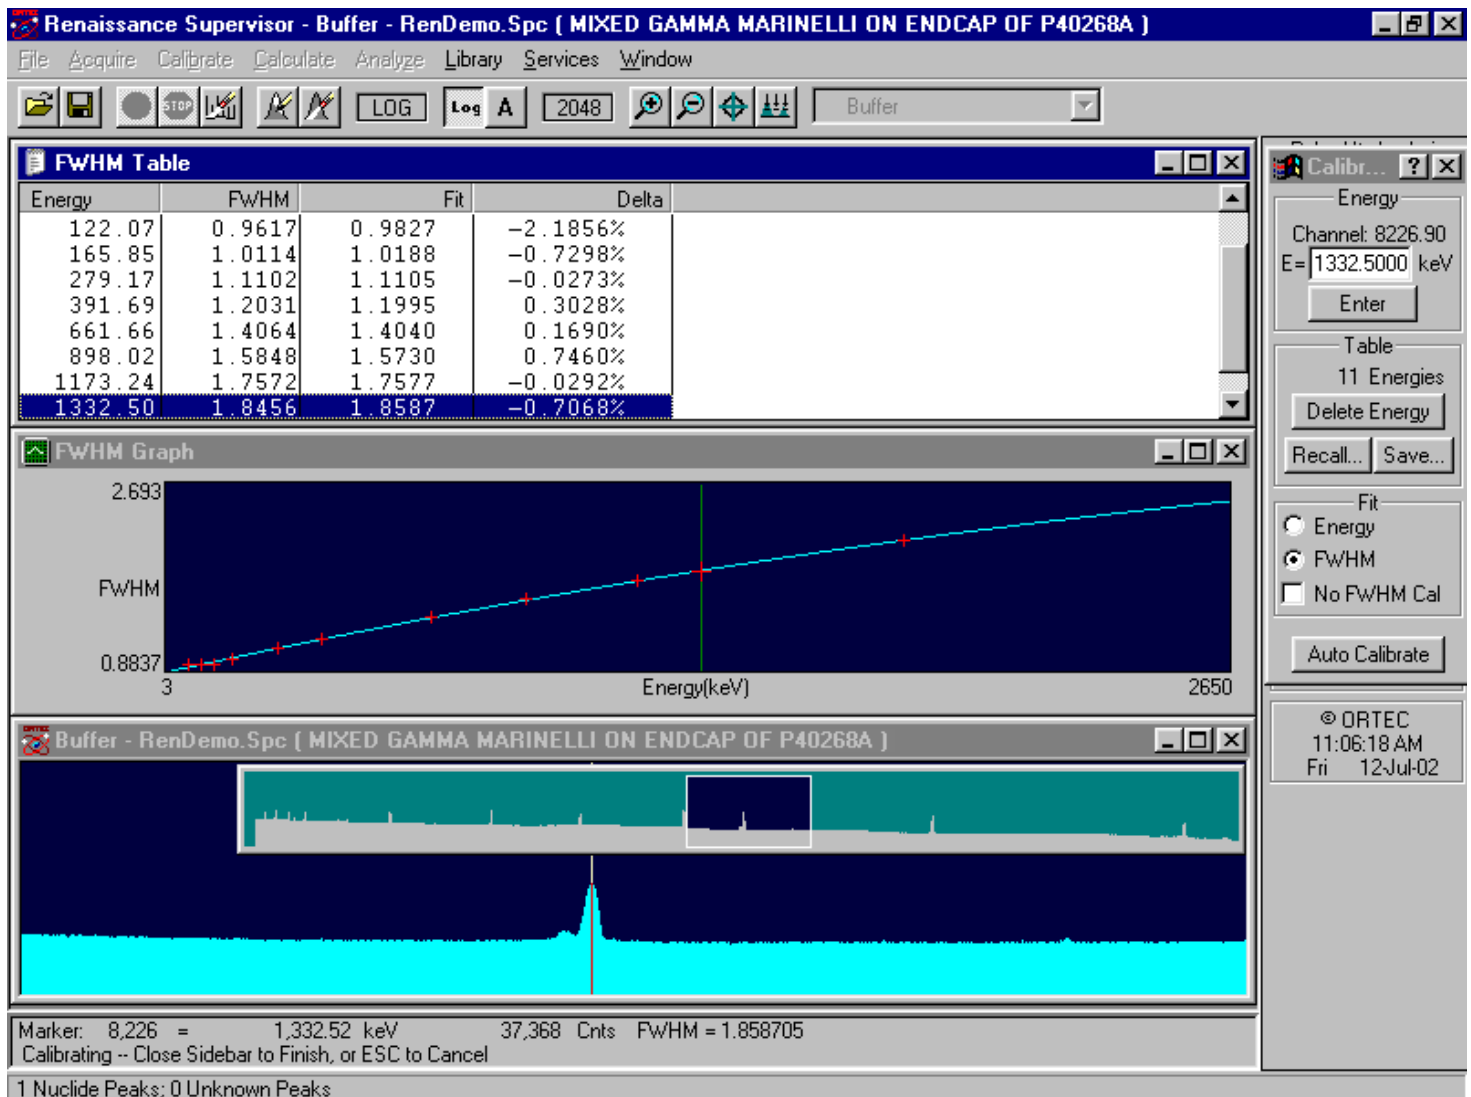 Renaissance Supervisor - Buffer - RenDemo.Spc ( MIXED GAMMA MARINELLI ON ENDCAP OF P40268A )
File Acquire Calibrate Calculate Analyze Library Services Window
STOP LOG Log A 2048 Buffer
FWHM Table
Energy FWHM Fit Delta
122.07 0.9617 0.9827 -2.1856%
165.85 1.0114 1.0188 -0.7298%
279.17 1.1102 1.1105 -0.0273%
391.69 1.2031 1.1995 0.3028%
661.66 1.4064 1.4040 0.1690%
898.02 1.5848 1.5730 0.7460%
1173.24 1.7572 1.7577 -0.0292%
1332.50 1.8456 1.8587 -0.7068%
FWHM Graph
2.693
FWHM
0.8837
3 Energy(keV) 2650
ORTEC
Buffer - RenDemo.Spc ( MIXED GAMMA MARINELLI ON ENDCAP OF P40268A )
Marker: 8,226 = 1,332.52 keV 37,368 Cnts FWHM = 1.858705
Calibrating -- Close Sidebar to Finish, or ESC to Cancel
1 Nuclide Peaks; 0 Unknown Peaks
Calibr... ?
Energy
Channel: 8226.90
E= 1332.5000 keV
Enter
Table
11 Energies
Delete Energy
Recall... Save...
Fit
Energy
FWHM
No FWHM Cal
Auto Calibrate
© ORTEC
11:06:18 AM
Fri 12-Jul-02